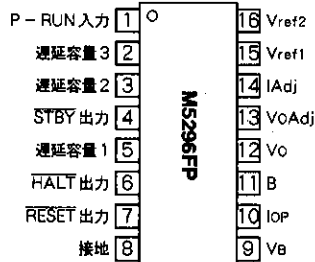 P-RUN入力 1
遅延容量3 2
遅延容量2 3
STBY出力 4
遅延容量1 5
HALT出力 6
RESET出力 7
接地 8
M5296FP
16 Vref2
15 Vref1
14 IAdj
13 VOAdj
12 VO
11 B
10 IOP
9 VB